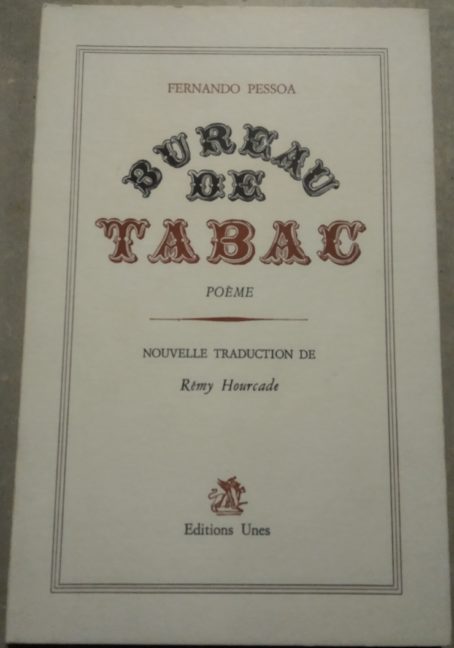 FERNANDO PESSOA
BUREAU
DE
TABAC
POÈME
NOUVELLE TRADUCTION DE
Rémy Hourcade
Editions Unes